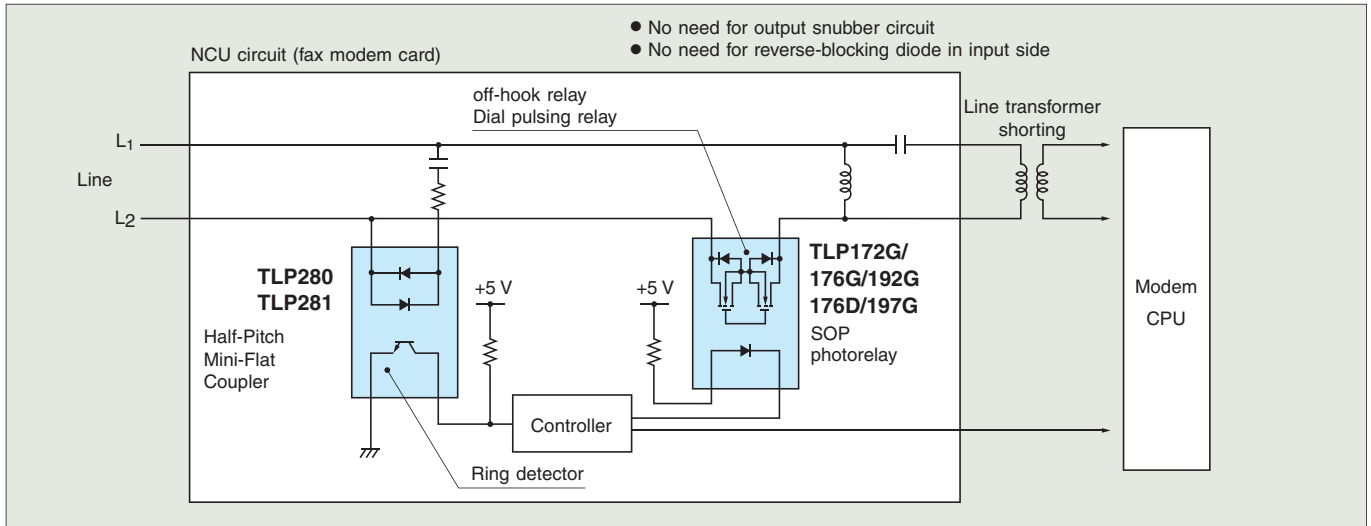 ● No need for output snubber circuit
● No need for reverse-blocking diode in input side
NCU circuit (fax modem card)
off-hook relay
Dial pulsing relay
Line transformer
shorting
L1
Line
L2
TLP280
TLP281
Half-Pitch
Mini-Flat
Coupler
+5 V
+5 V
TLP172G/
176G/192G
176D/197G
SOP
photorelay
Modem
CPU
Controller
Ring detector